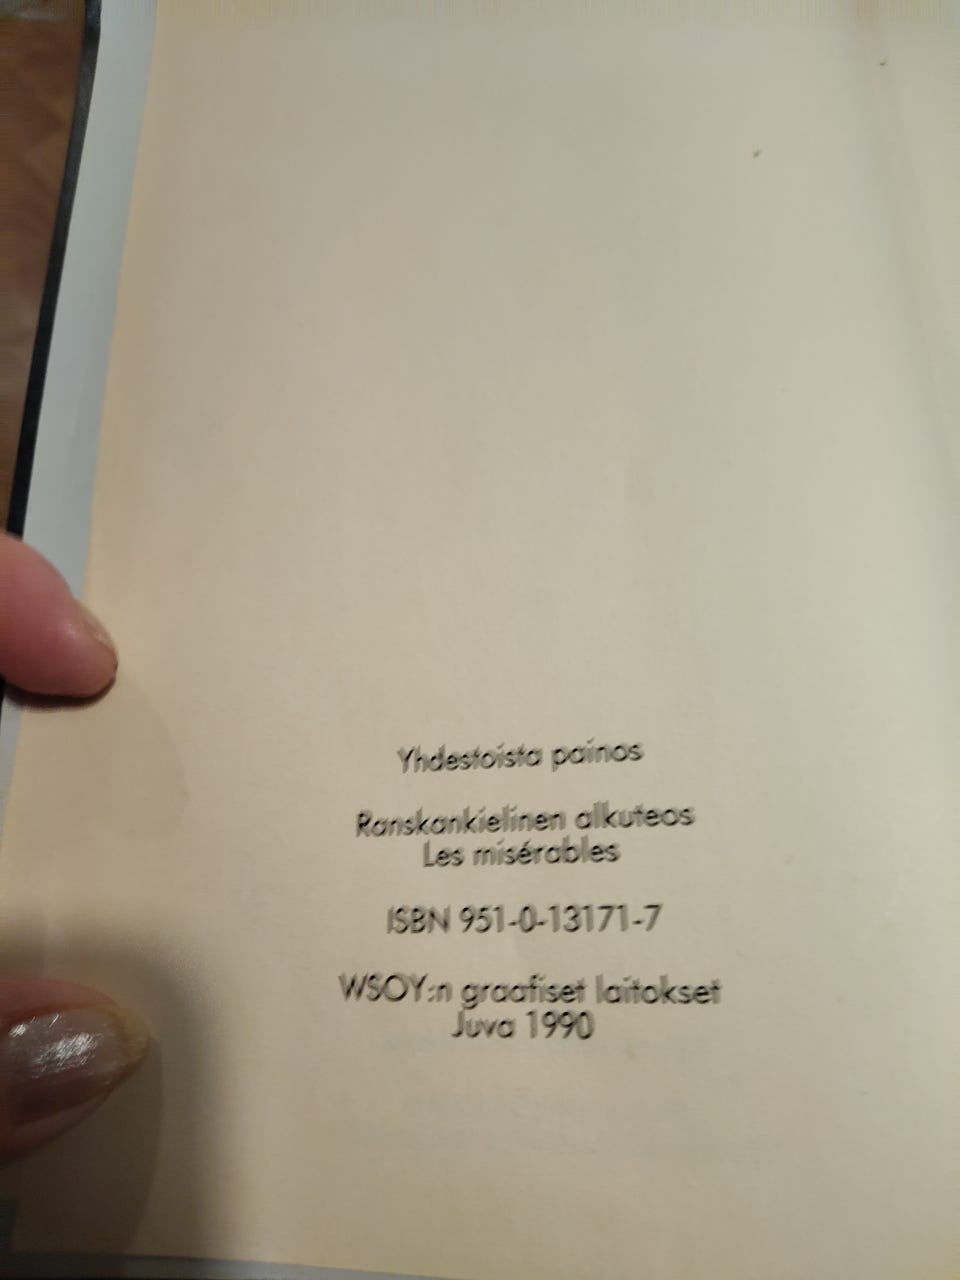 Yhdestoista painos
Ranskankielinen alkuteos
Les misérables
ISBN 951-0-13171-7
WSOY:n graafiset laitokset
Juva 1990